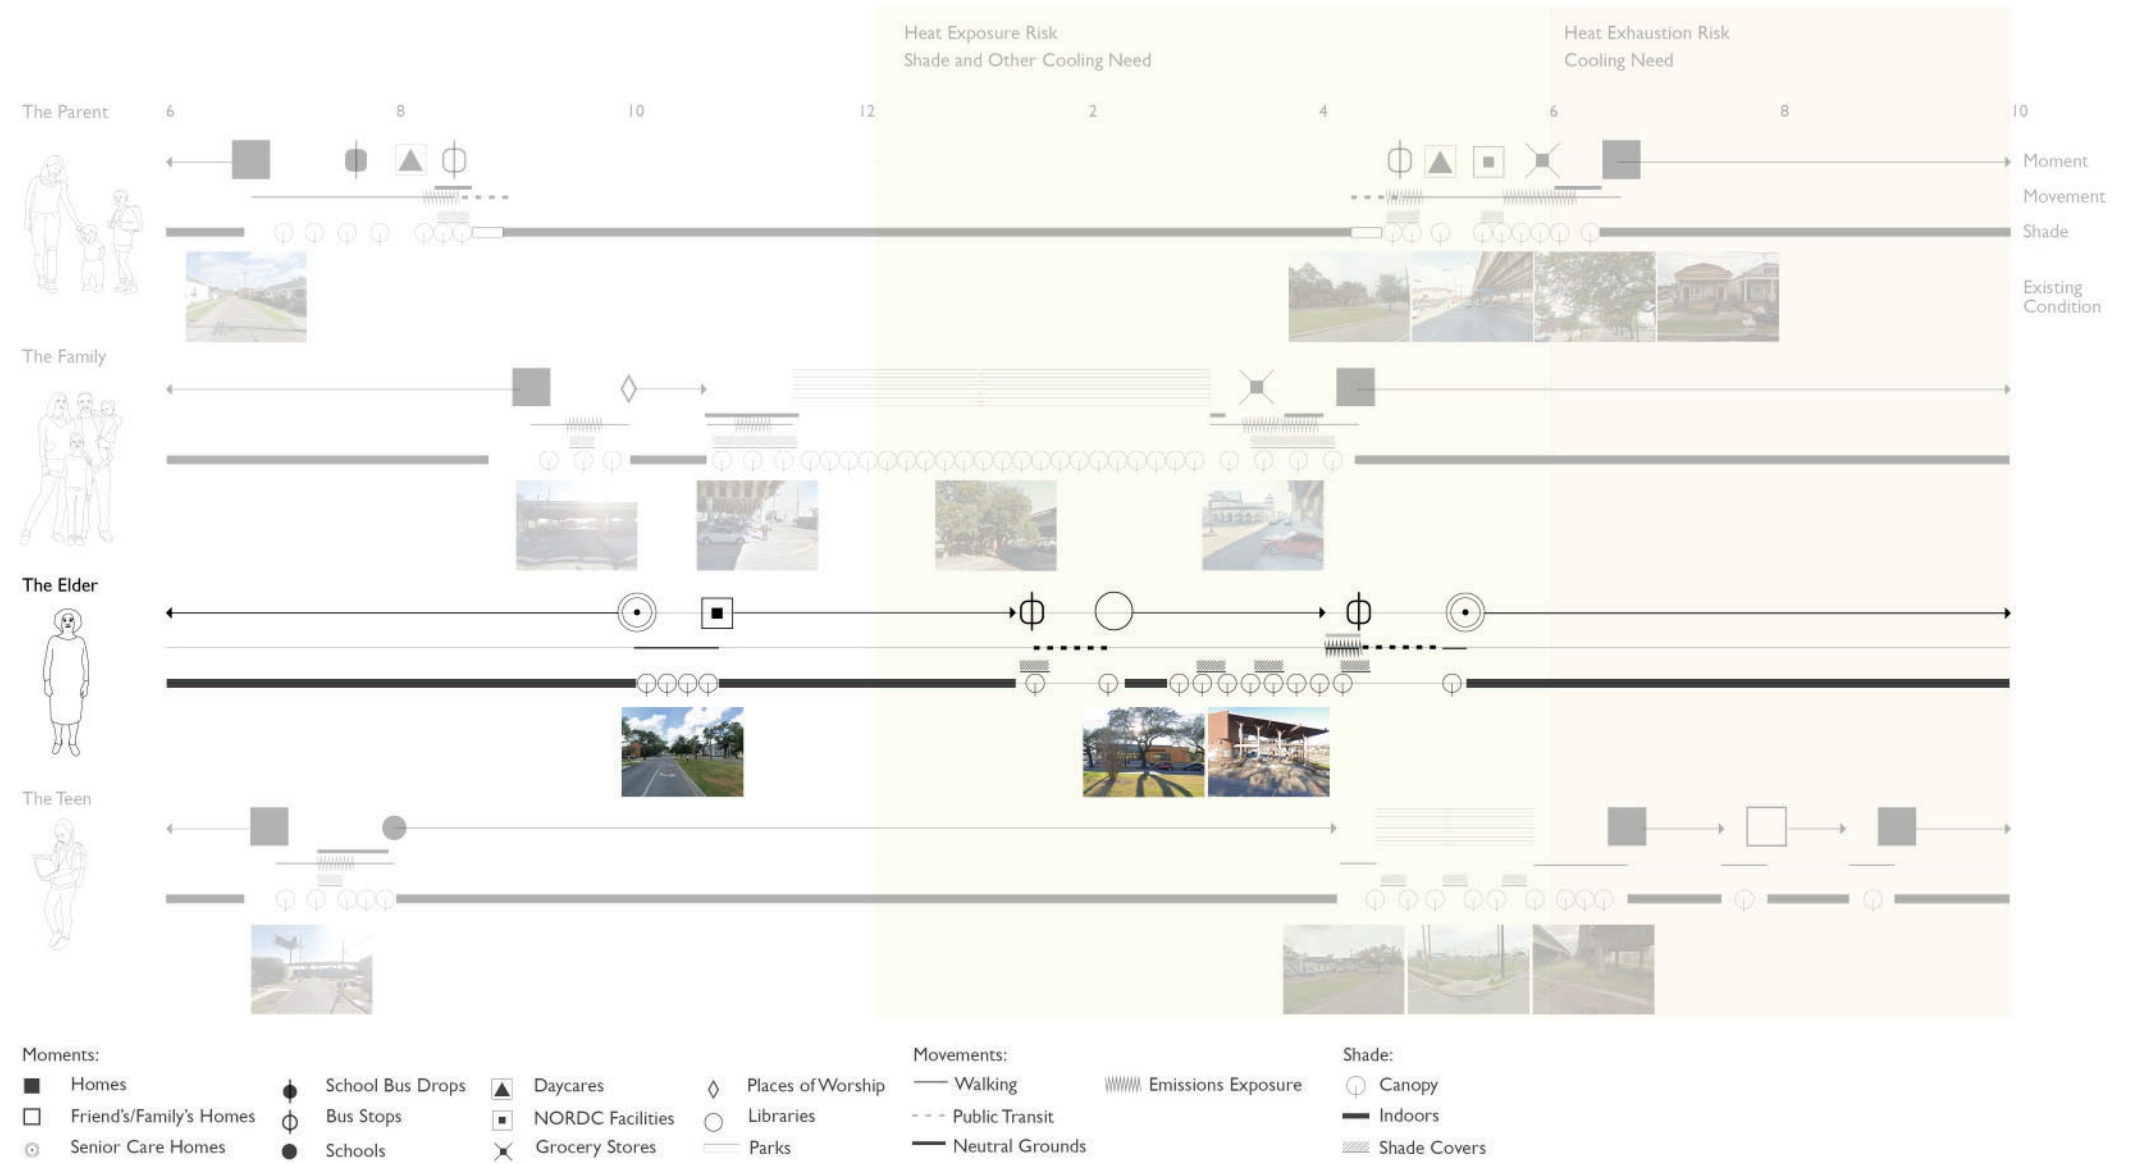 Heat Exposure Risk
Shade and Other Cooling Need
Heat Exhaustion Risk
Cooling Need
The Parent
6
8
10
12
2
4
6
8
10
Moment
Movement
Shade
Existing
Condition
The Family
The Elder
The Teen
Moments:
Homes
Friend's/Family's Homes
Senior Care Homes
School Bus Drops
Bus Stops
Schools
Daycares
NORDC Facilities
Grocery Stores
Places of Worship
Libraries
Parks
Movements:
Walking
Public Transit
Neutral Grounds
Emissions Exposure
Shade:
Canopy
Indoors
Shade Covers